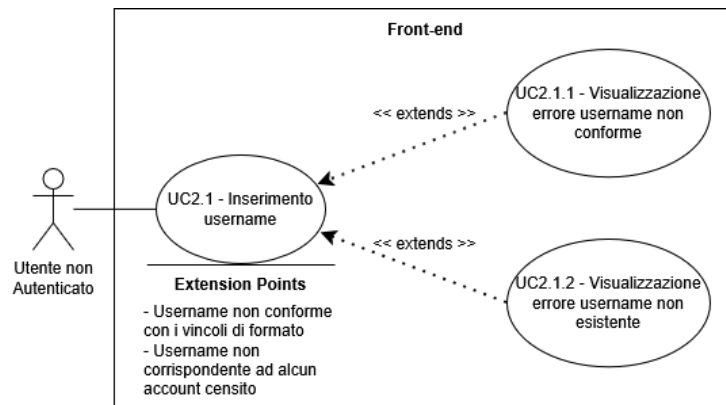 Front-end
UC2.1.1 - Visualizzazione
errore username non
conforme
<< extends >>
UC2.1 - Inserimento
username
Utente non
Autenticato
<< extends >>
Extension Points
- Username non conforme
con i vincoli di formato
- Username non
corrispondente ad alcun
account censito
UC2.1.2 - Visualizzazione
errore username non
esistente